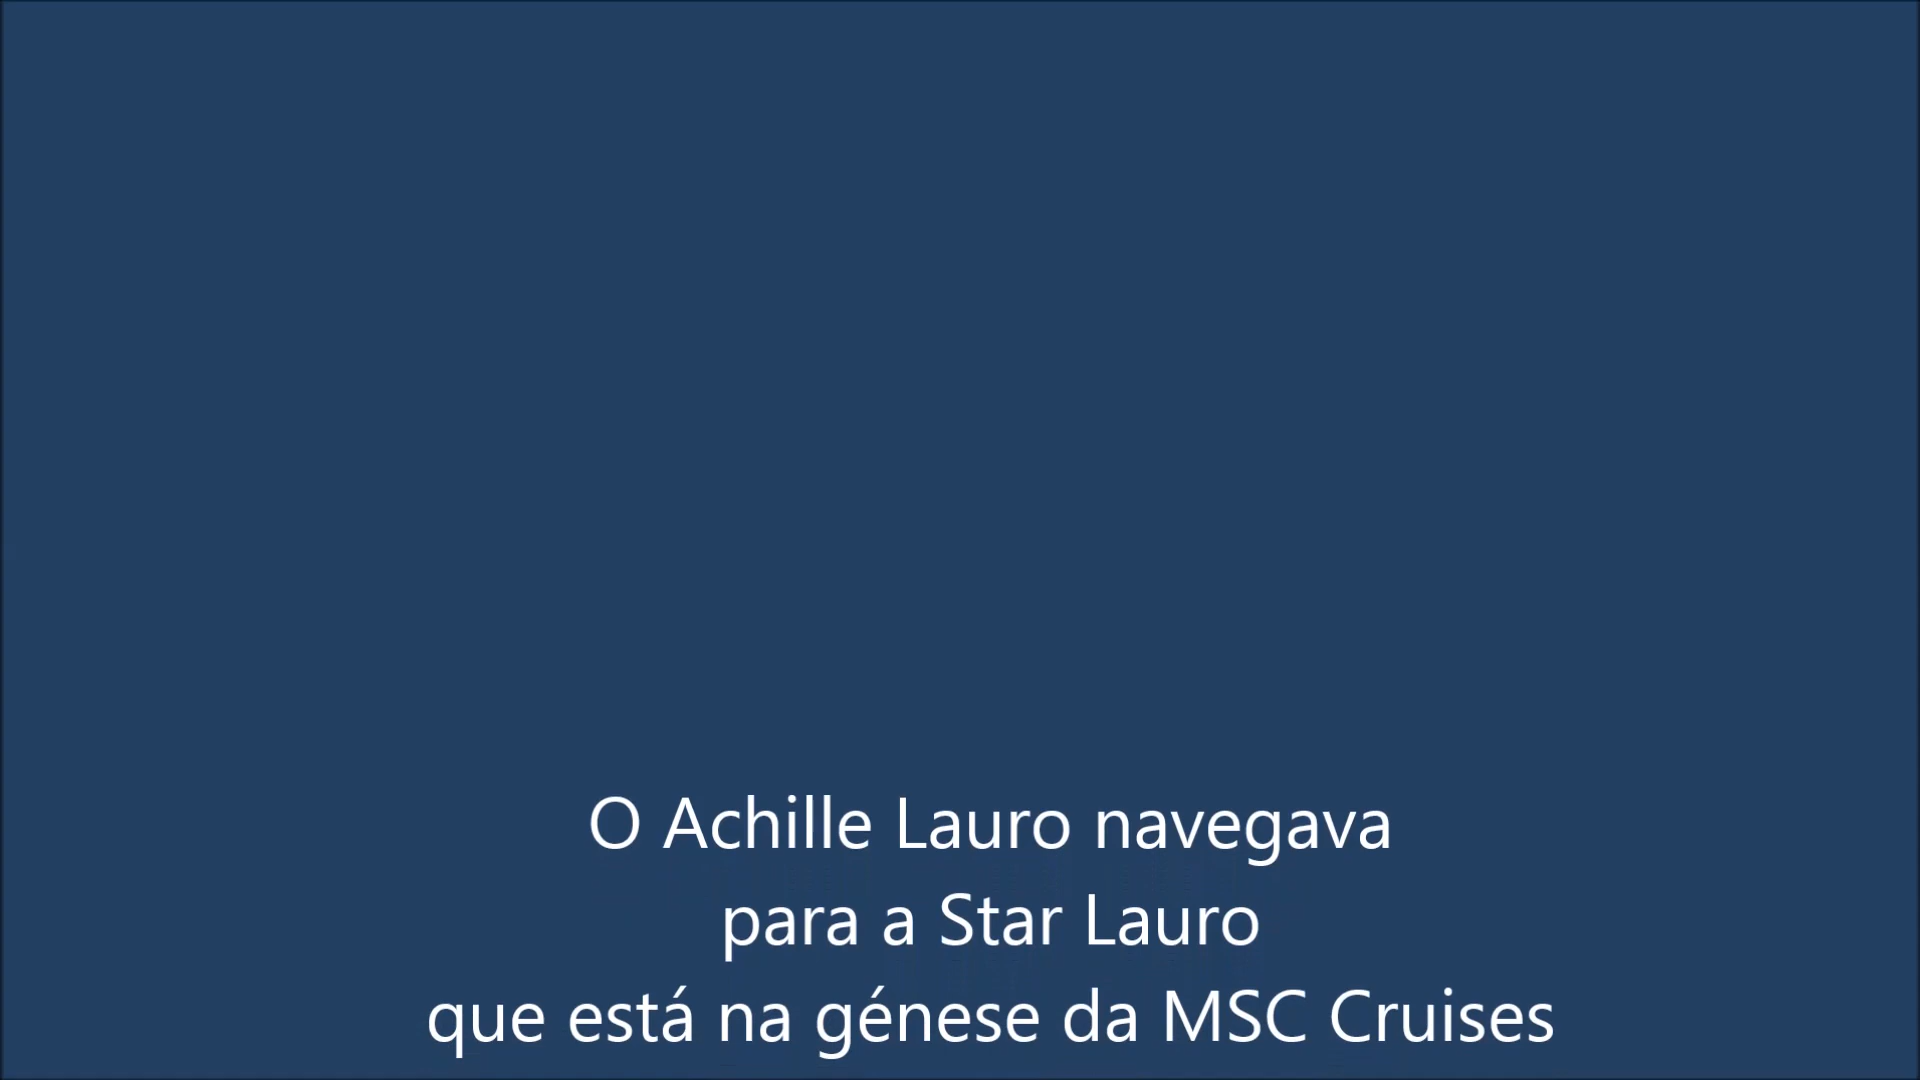 O Achille Lauro navegava
para a Star Lauro
que está na génese da MSC Cruises